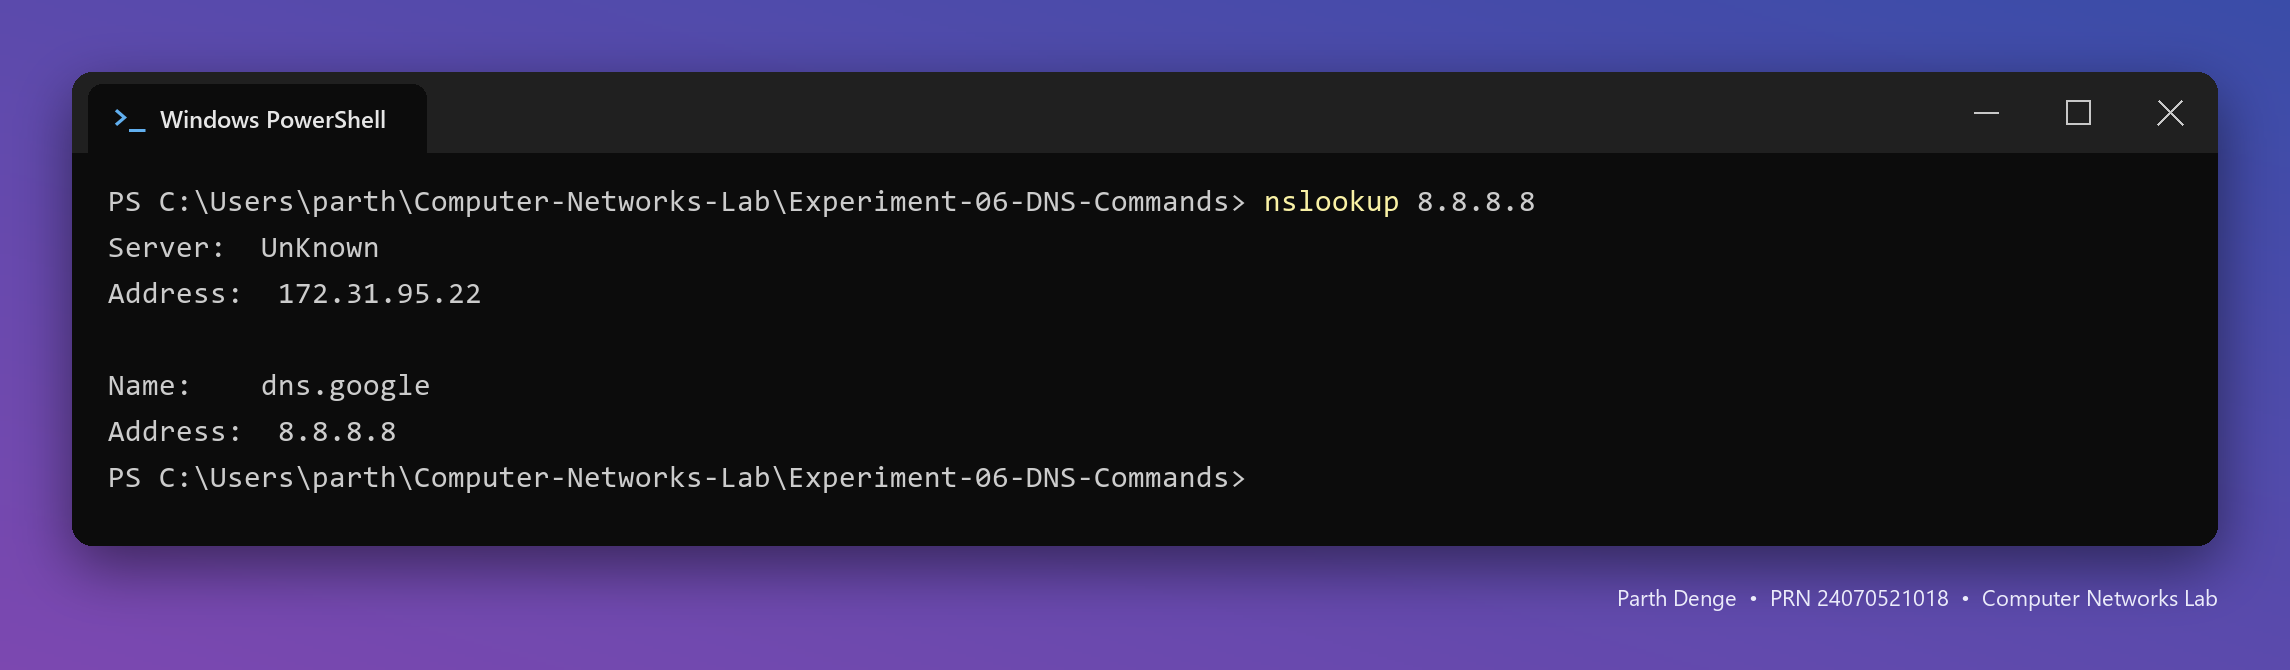 >_ Windows PowerShell
PS C:\Users\parth\Computer-Networks-Lab\Experiment-06-DNS-Commands> nslookup 8.8.8.8
Server:  UnKnown
Address:  172.31.95.22
Name:    dns.google
Address:  8.8.8.8
PS C:\Users\parth\Computer-Networks-Lab\Experiment-06-DNS-Commands>
Parth Denge • PRN 24070521018 • Computer Networks Lab